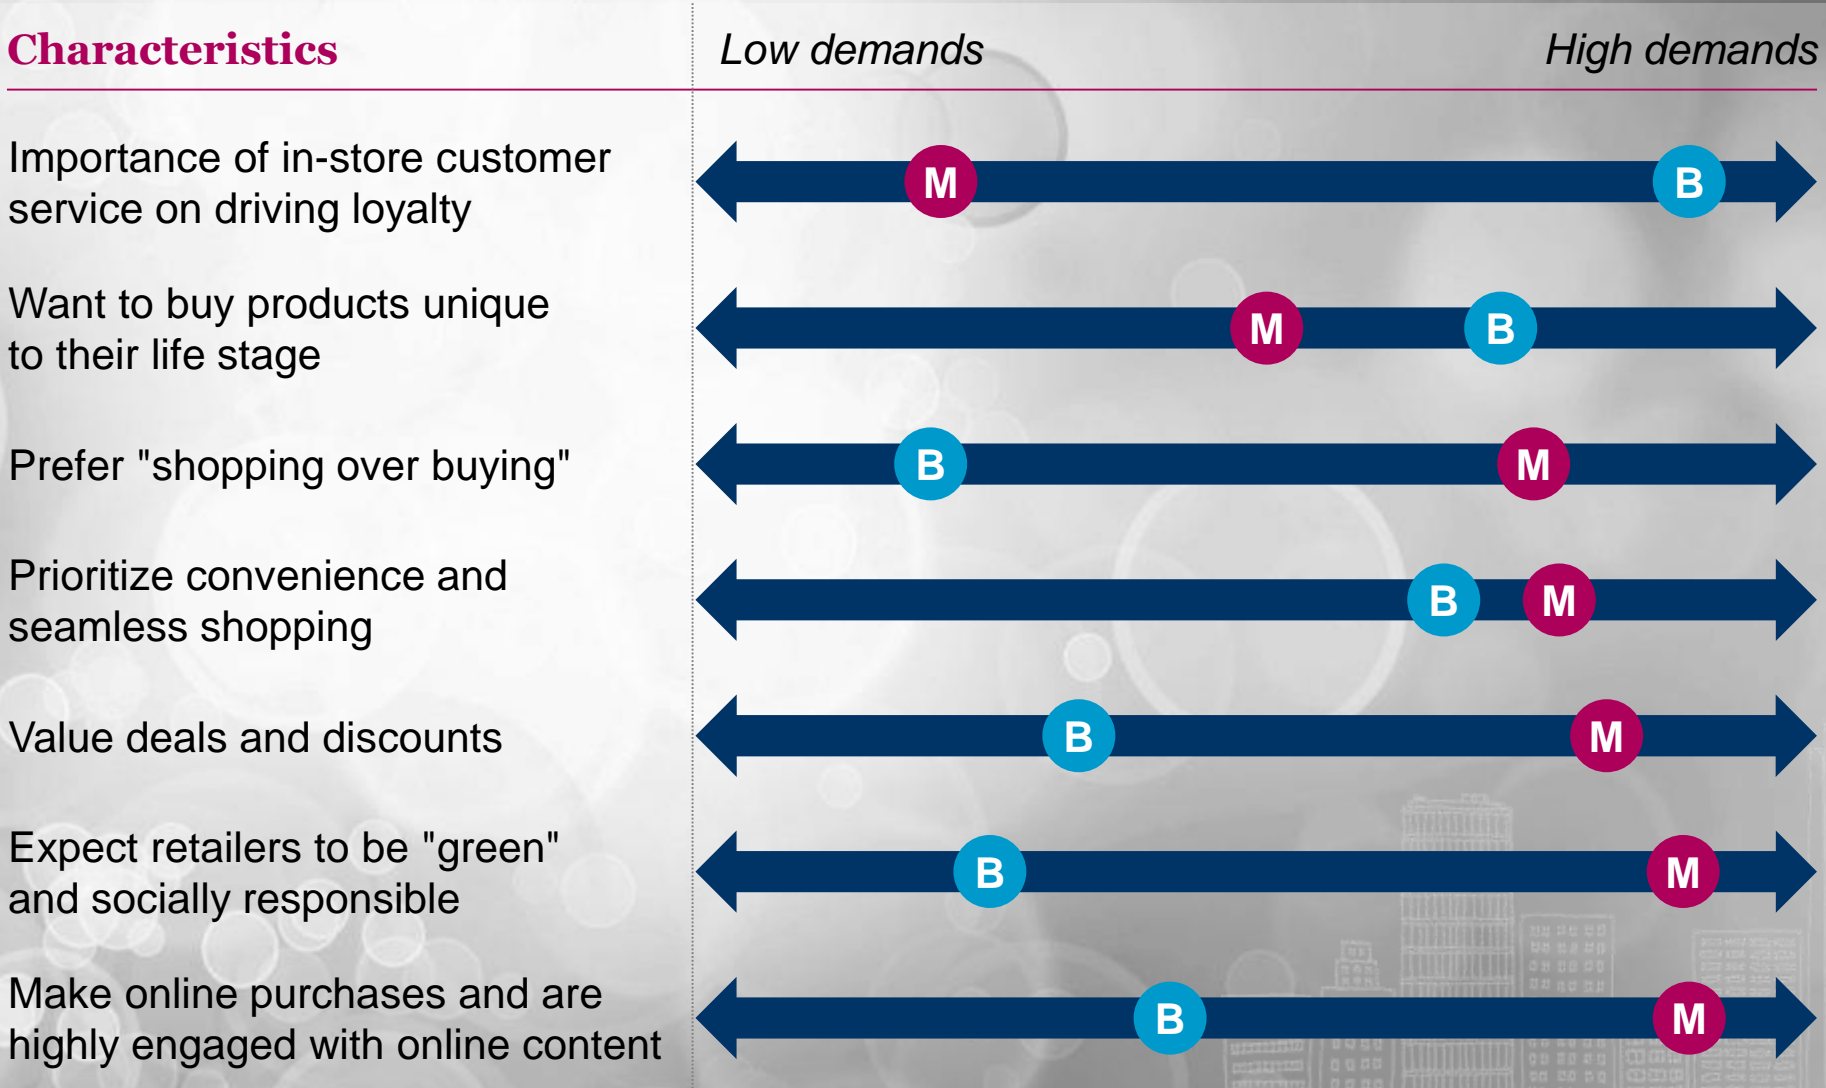 Characteristics
Low demands
High demands
Importance of in-store customer
service on driving loyalty
M
B
Want to buy products unique
to their life stage
M
B
Prefer "shopping over buying"
B
M
Prioritize convenience and
seamless shopping
B
M
Value deals and discounts
B
M
Expect retailers to be "green"
and socially responsible
B
M
Make online purchases and are
highly engaged with online content
B
M